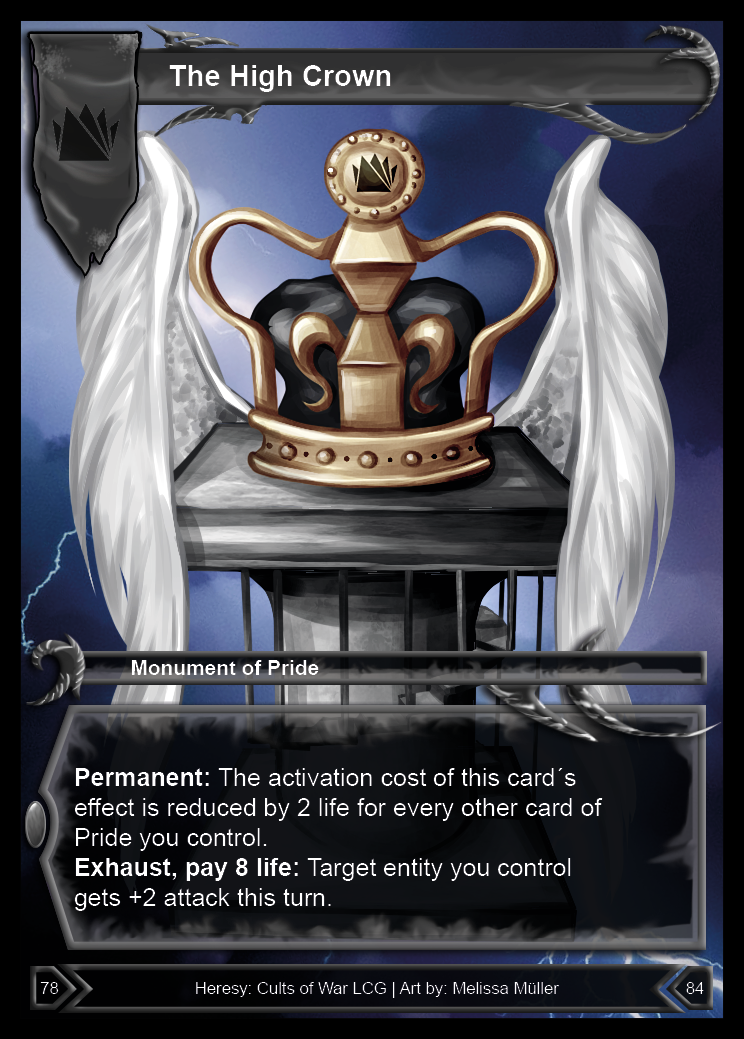 The High Crown
Monument of Pride
Permanent: The activation cost of this card´s
effect is reduced by 2 life for every other card of
Pride you control.
Exhaust, pay 8 life: Target entity you control
gets +2 attack this turn.
78 Heresy: Cults of War LCG | Art by: Melissa Müller 84